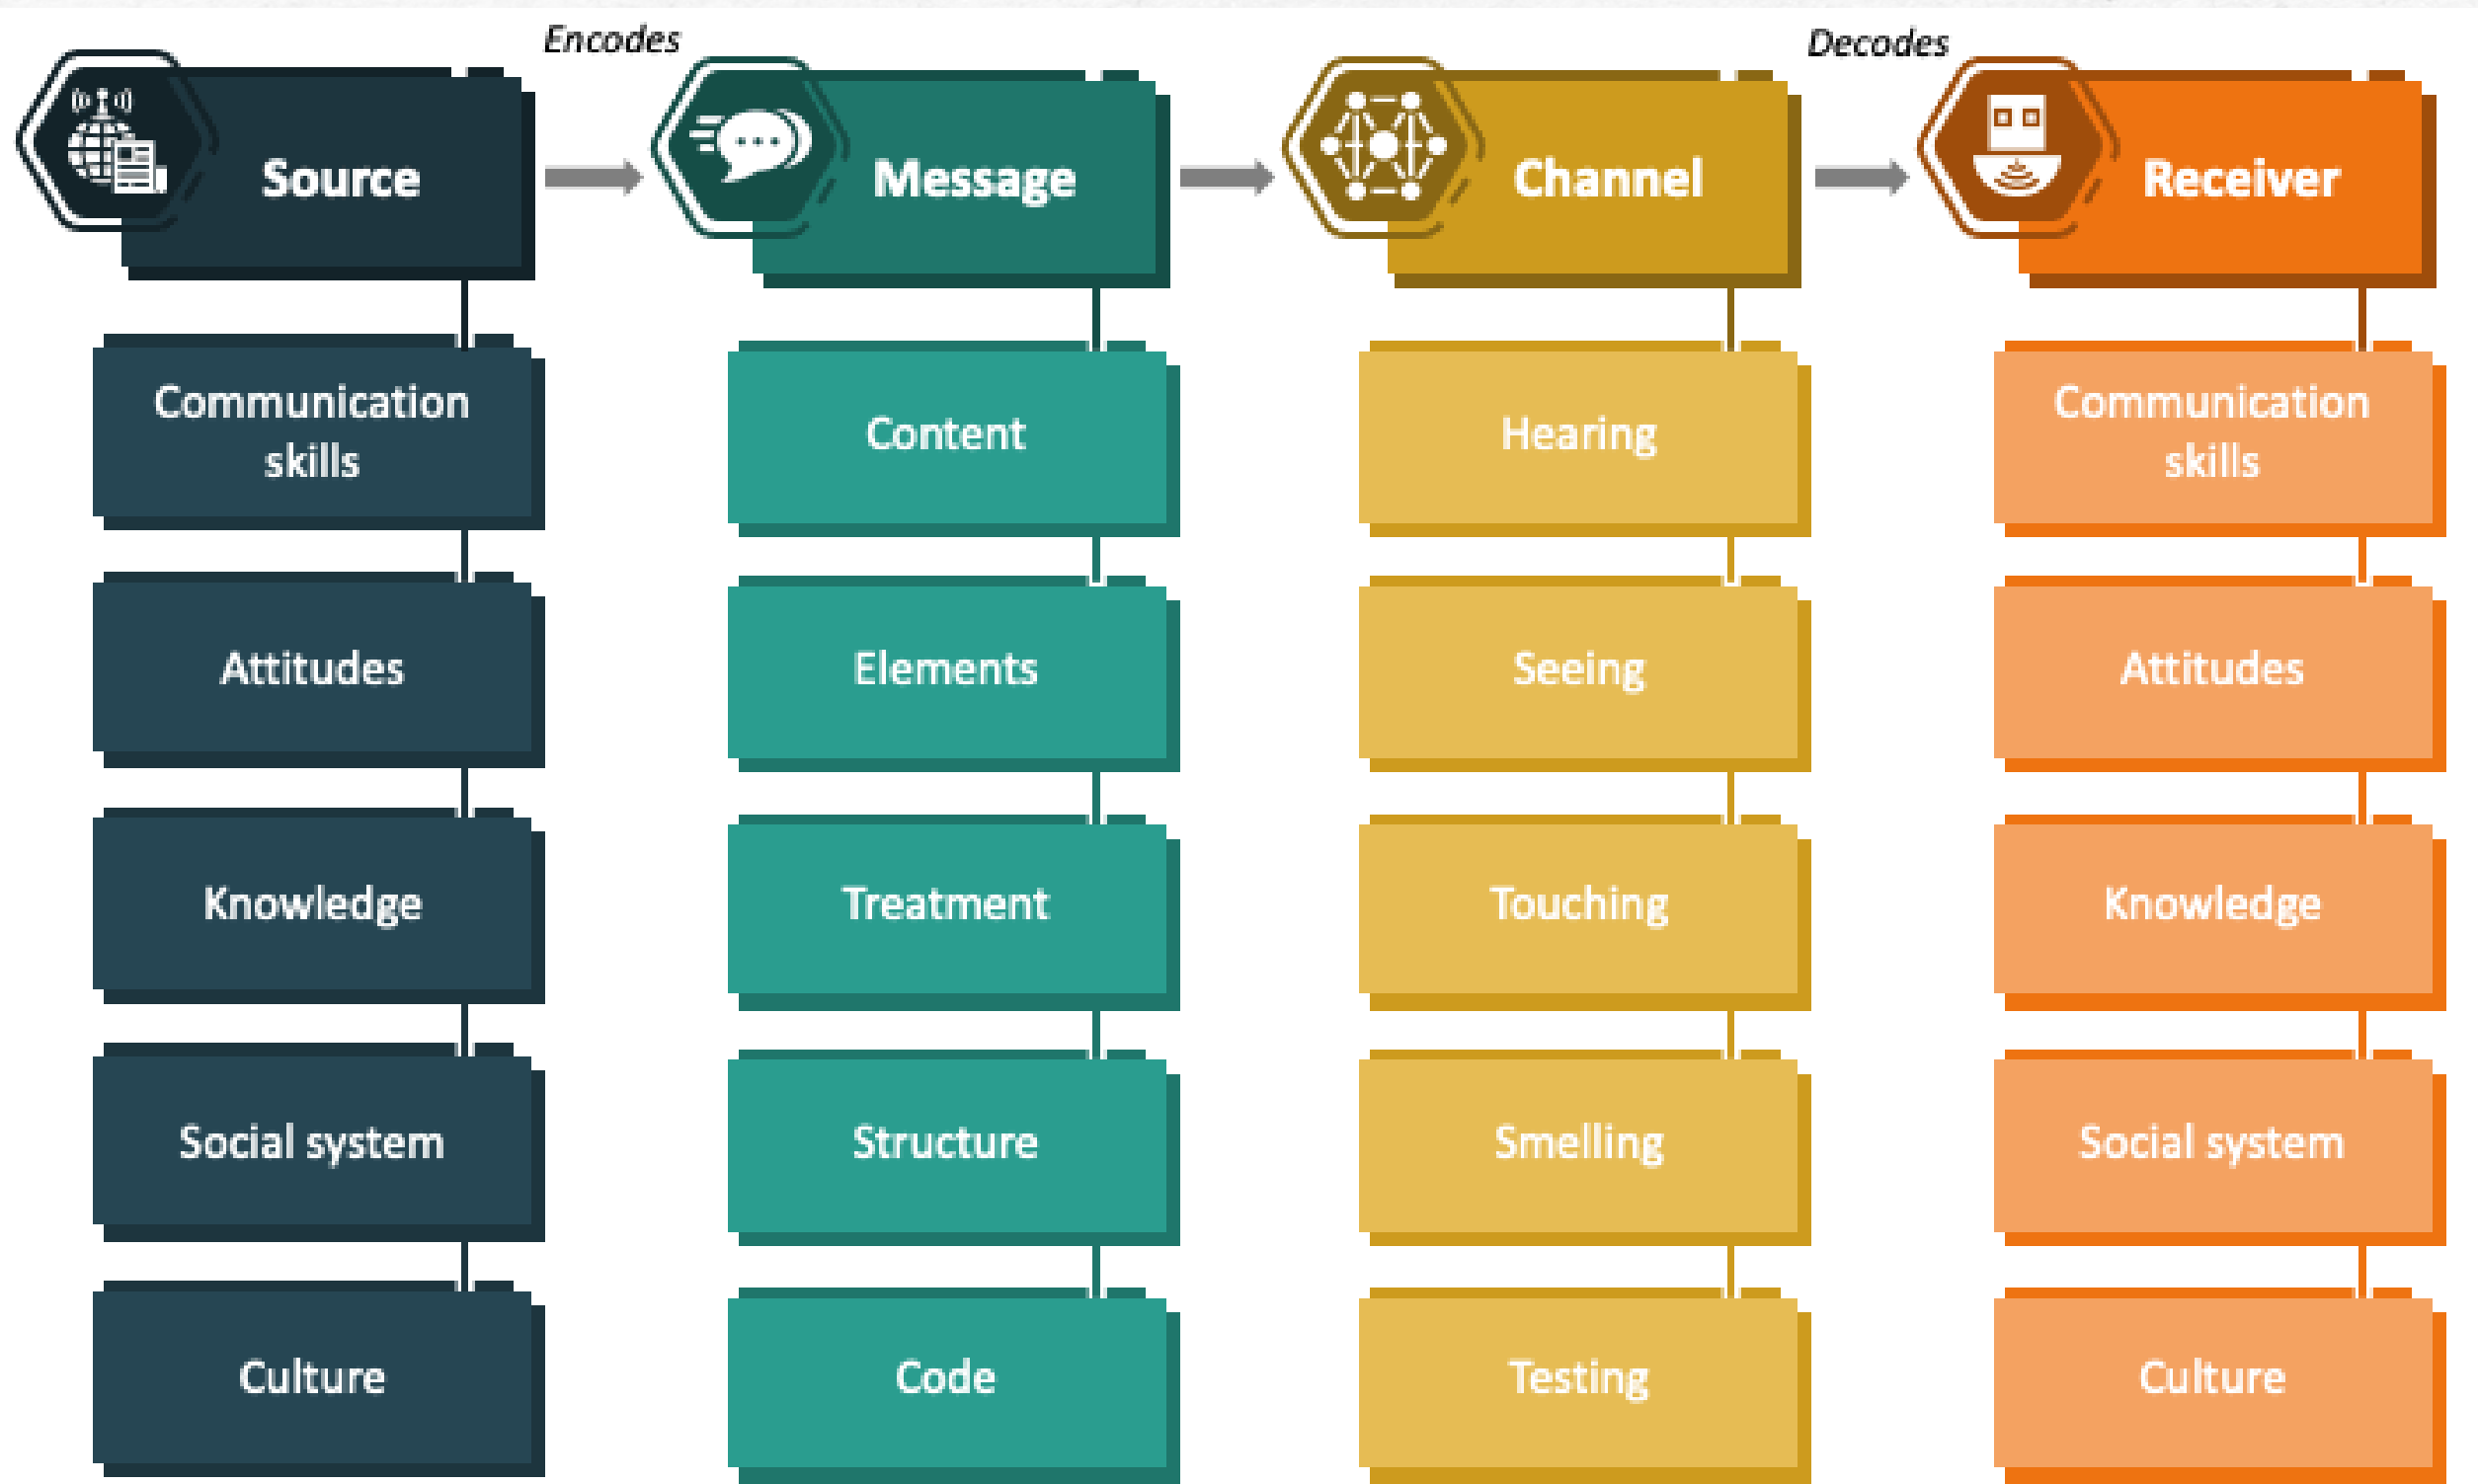 Encodes
Decodes
Source
Message
Channel
Receiver
Communication
skills
Content
Hearing
Communication
skills
Attitudes
Elements
Seeing
Attitudes
Knowledge
Treatment
Touching
Knowledge
Social system
Structure
Smelling
Social system
Culture
Code
Testing
Culture